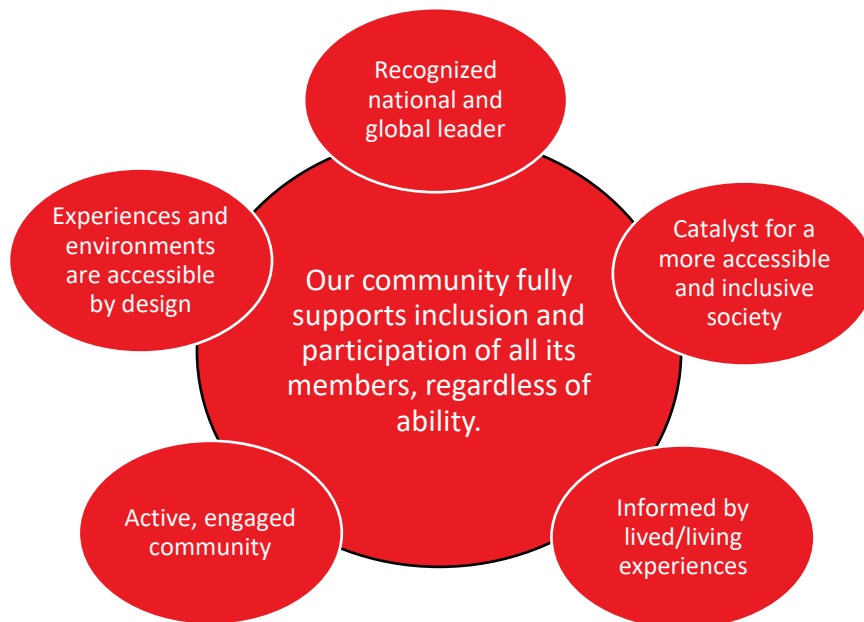 Recognized
national and
global leader
Experiences and
environments
are accessible
by design
Catalyst for a
more accessible
and inclusive
society
Our community fully
supports inclusion and
participation of all its
members, regardless of
ability.
Active, engaged
community
Informed by
lived/living
experiences